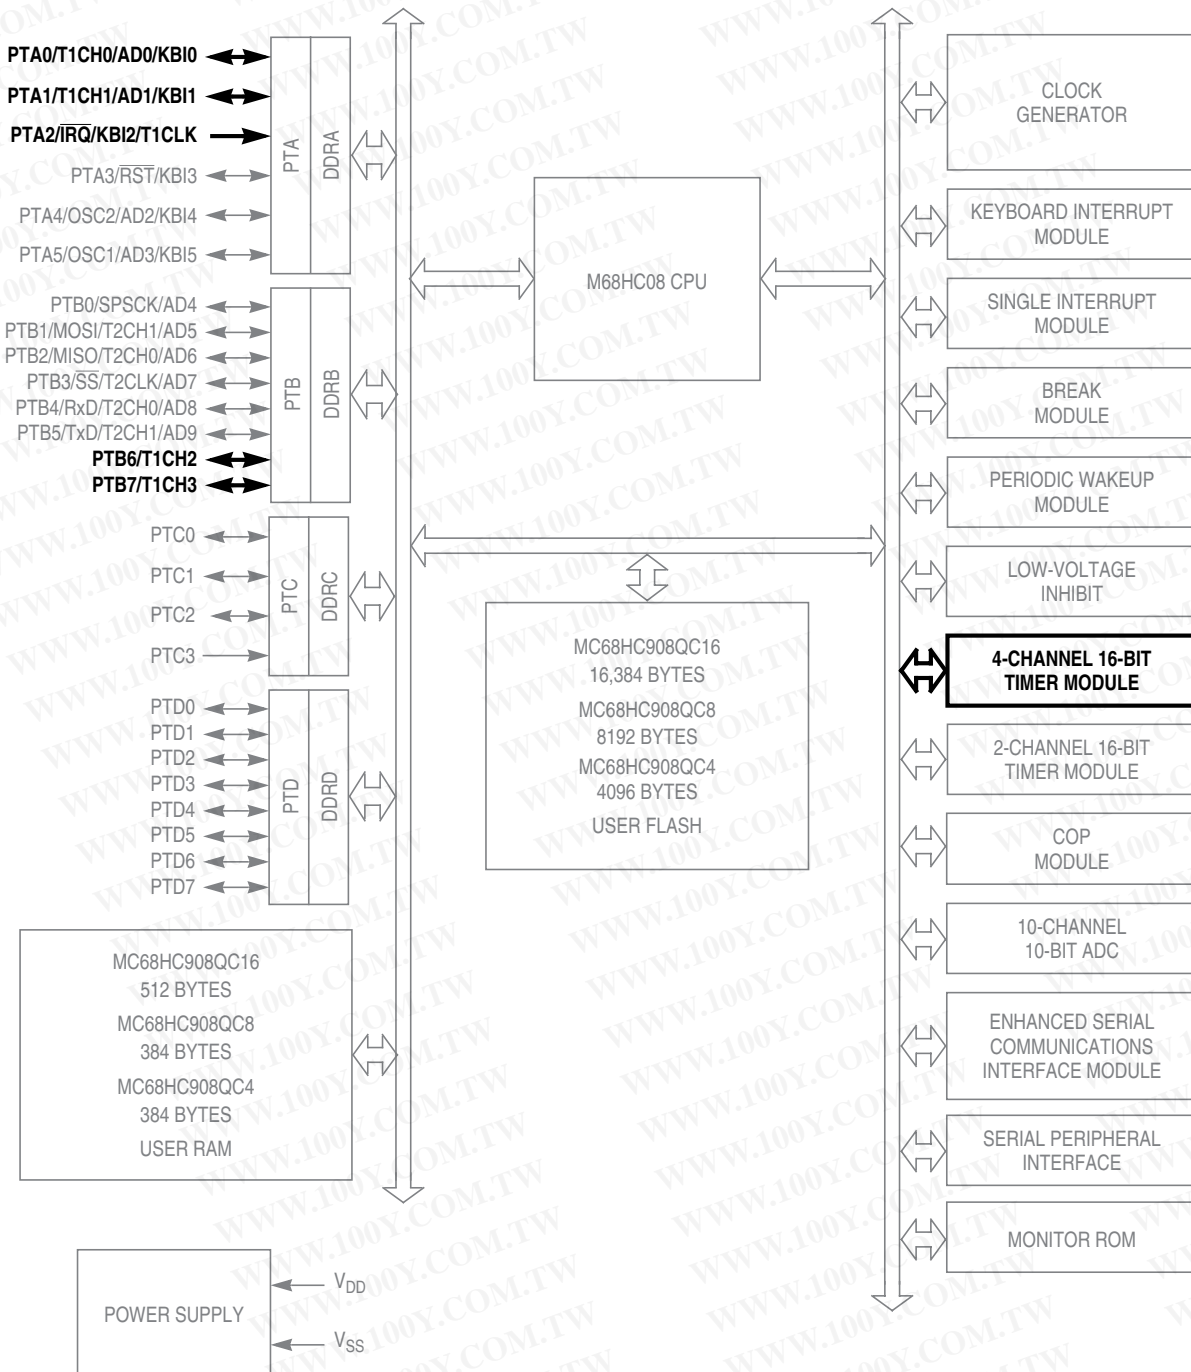 PTA0/T1CH0/AD0/KBI0
PTA1/T1CH1/AD1/KBI1
PTA2/IRQ/KBI2/T1CLK
PTA3/RST/KBI3
PTA4/OSC2/AD2/KBI4
PTA5/OSC1/AD3/KBI5
PTA
DDRA
PTB0/SPSCK/AD4
PTB1/MOSI/T2CH1/AD5
PTB2/MISO/T2CH0/AD6
PTB3/SS/T2CLK/AD7
PTB4/RxD/T2CH0/AD8
PTB5/TxD/T2CH1/AD9
PTB6/T1CH2
PTB7/T1CH3
PTB
DDRB
PTC0
PTC1
PTC2
PTC3
PTC
DDRC
PTD0
PTD1
PTD2
PTD3
PTD4
PTD5
PTD6
PTD7
PTD
DDRD
MC68HC908QC16
512 BYTES
MC68HC908QC8
384 BYTES
MC68HC908QC4
384 BYTES
USER RAM
POWER SUPPLY
VDD
VSS
M68HC08 CPU
MC68HC908QC16
16,384 BYTES
MC68HC908QC8
8192 BYTES
MC68HC908QC4
4096 BYTES
USER FLASH
CLOCK
GENERATOR
KEYBOARD INTERRUPT
MODULE
SINGLE INTERRUPT
MODULE
BREAK
MODULE
PERIODIC WAKEUP
MODULE
LOW-VOLTAGE
INHIBIT
4-CHANNEL 16-BIT
TIMER MODULE
2-CHANNEL 16-BIT
TIMER MODULE
COP
MODULE
10-CHANNEL
10-BIT ADC
ENHANCED SERIAL
COMMUNICATIONS
INTERFACE MODULE
SERIAL PERIPHERAL
INTERFACE
MONITOR ROM
WWW.100Y.COM.TW